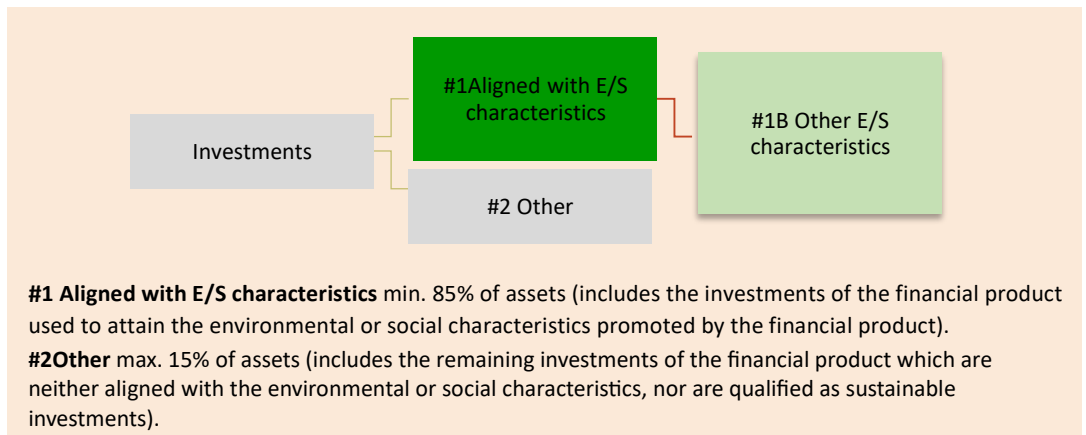 #1Aligned with E/S
characteristics
#1B Other E/S
characteristics
Investments
#2 Other
#1 Aligned with E/S characteristics min. 85% of assets (includes the investments of the financial product
used to attain the environmental or social characteristics promoted by the financial product).
#2Other max. 15% of assets (includes the remaining investments of the financial product which are
neither aligned with the environmental or social characteristics, nor are qualified as sustainable
investments).